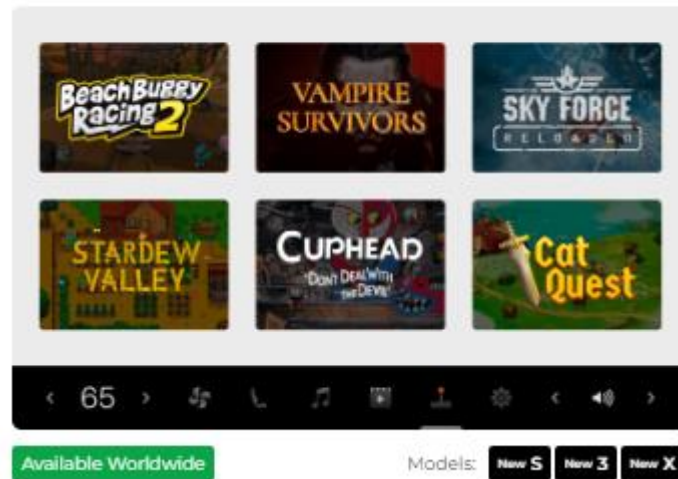 Beach Buggy
Racing 2
VAMPIRE
SURVIVORS
SKY FORCE
RELOADED
STARDEW
VALLEY
CUPHEAD
"DON'T DEAL WITH
THE DEVIL"
Cat
Quest
< 65 >
< >
Available Worldwide
Models: New S New 3 New X